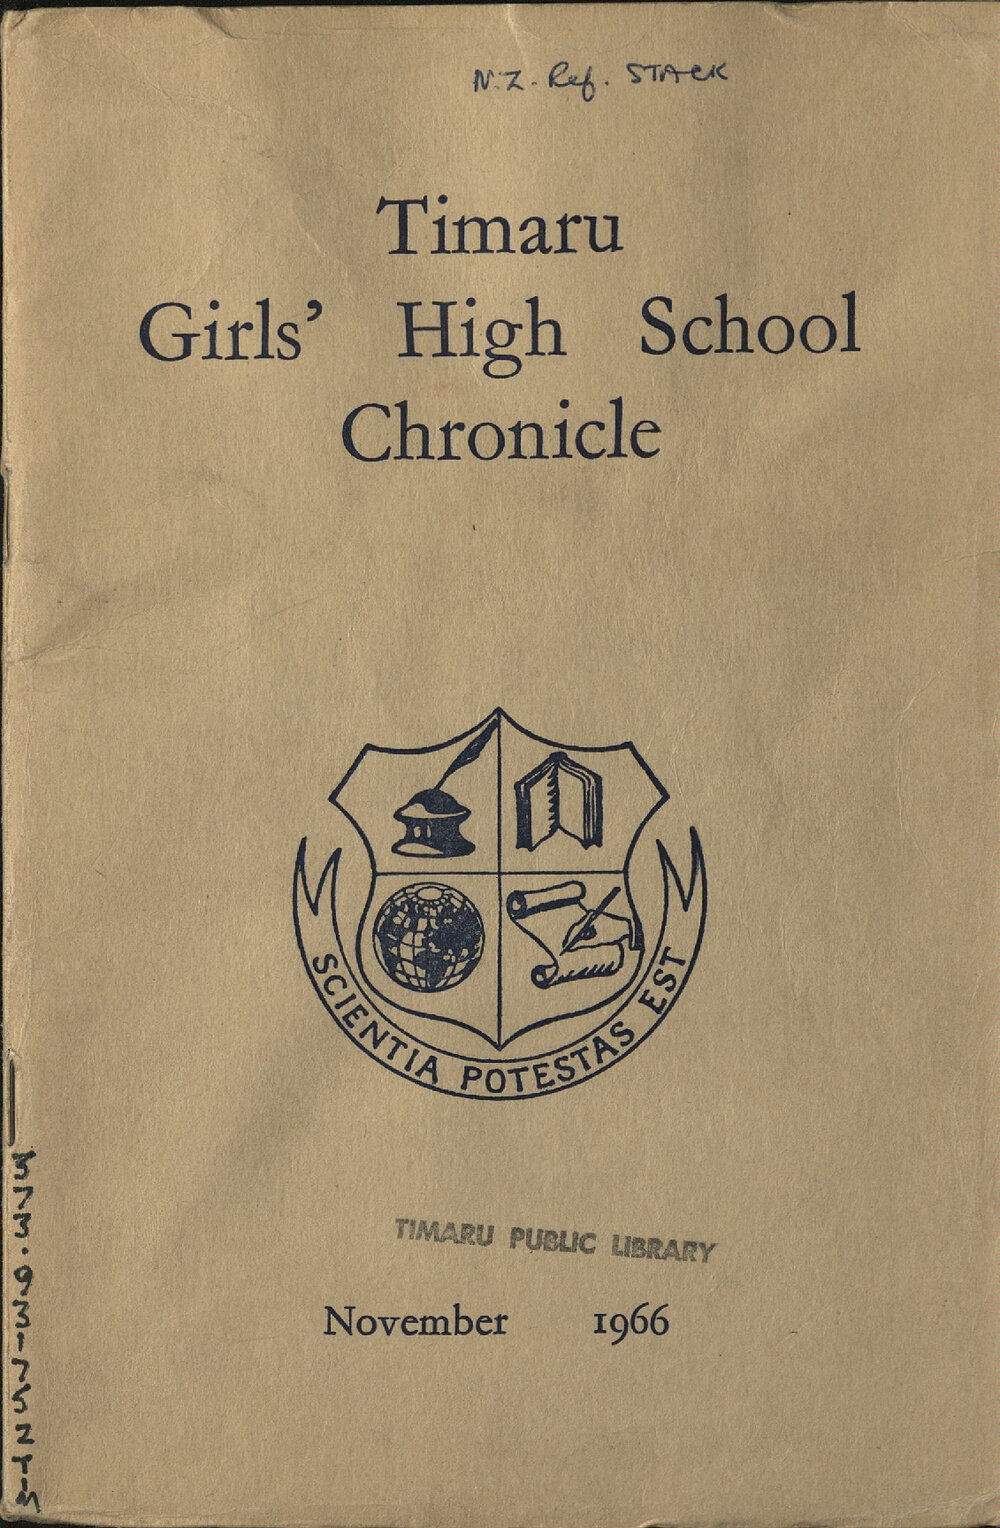 N.Z. Ref. STACK
Timaru
Girls’ High School
Chronicle
SCIENTIA POTESTAS EST
TIMARU PUBLIC LIBRARY
November 1966